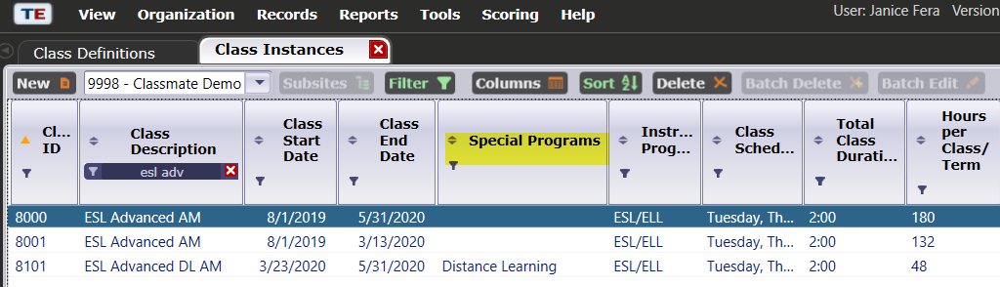 TE View Organization Records Reports Tools Scoring Help User: Janice Fera Version
Class Definitions Class Instances
New 9998 - Classmate Demo Subsites Filter Columns Sort Delete Batch Delete Batch Edit
Cl... ID Class Description Class Start Date Class End Date Special Programs Instr... Prog... Class Sched... Total Class Durati... Hours per Class/ Term
esl adv
8000 ESL Advanced AM 8/1/2019 5/31/2020 ESL/ELL Tuesday, Th... 2:00 180
8001 ESL Advanced AM 8/1/2019 3/13/2020 ESL/ELL Tuesday, Th... 2:00 132
8101 ESL Advanced DL AM 3/23/2020 5/31/2020 Distance Learning ESL/ELL Tuesday, Th... 2:00 48